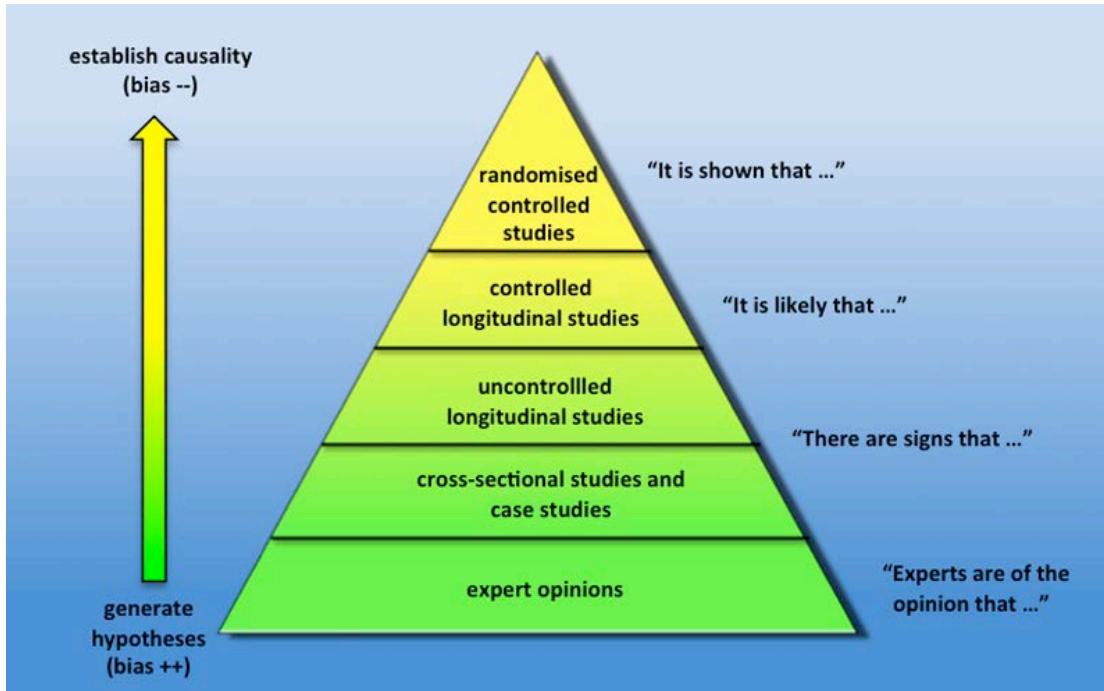 establish causality
(bias --)
randomised
controlled
studies
“It is shown that …”
controlled
longitudinal studies
“It is likely that …”
uncontrollled
longitudinal studies
“There are signs that …”
cross-sectional studies and
case studies
expert opinions
“Experts are of the
opinion that …”
generate
hypotheses
(bias ++)